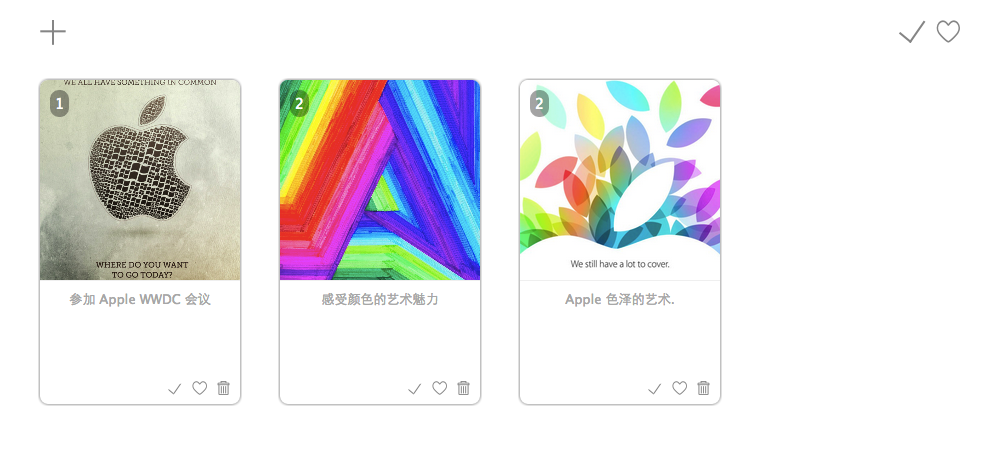 WE ALL HAVE SOMETHING IN COMMON
1
WHERE DO YOU WANT
TO GO TODAY?
参加 Apple WWDC 会议
2
感受颜色的艺术魅力
2
We still have a lot to cover.
Apple 色泽的艺术.